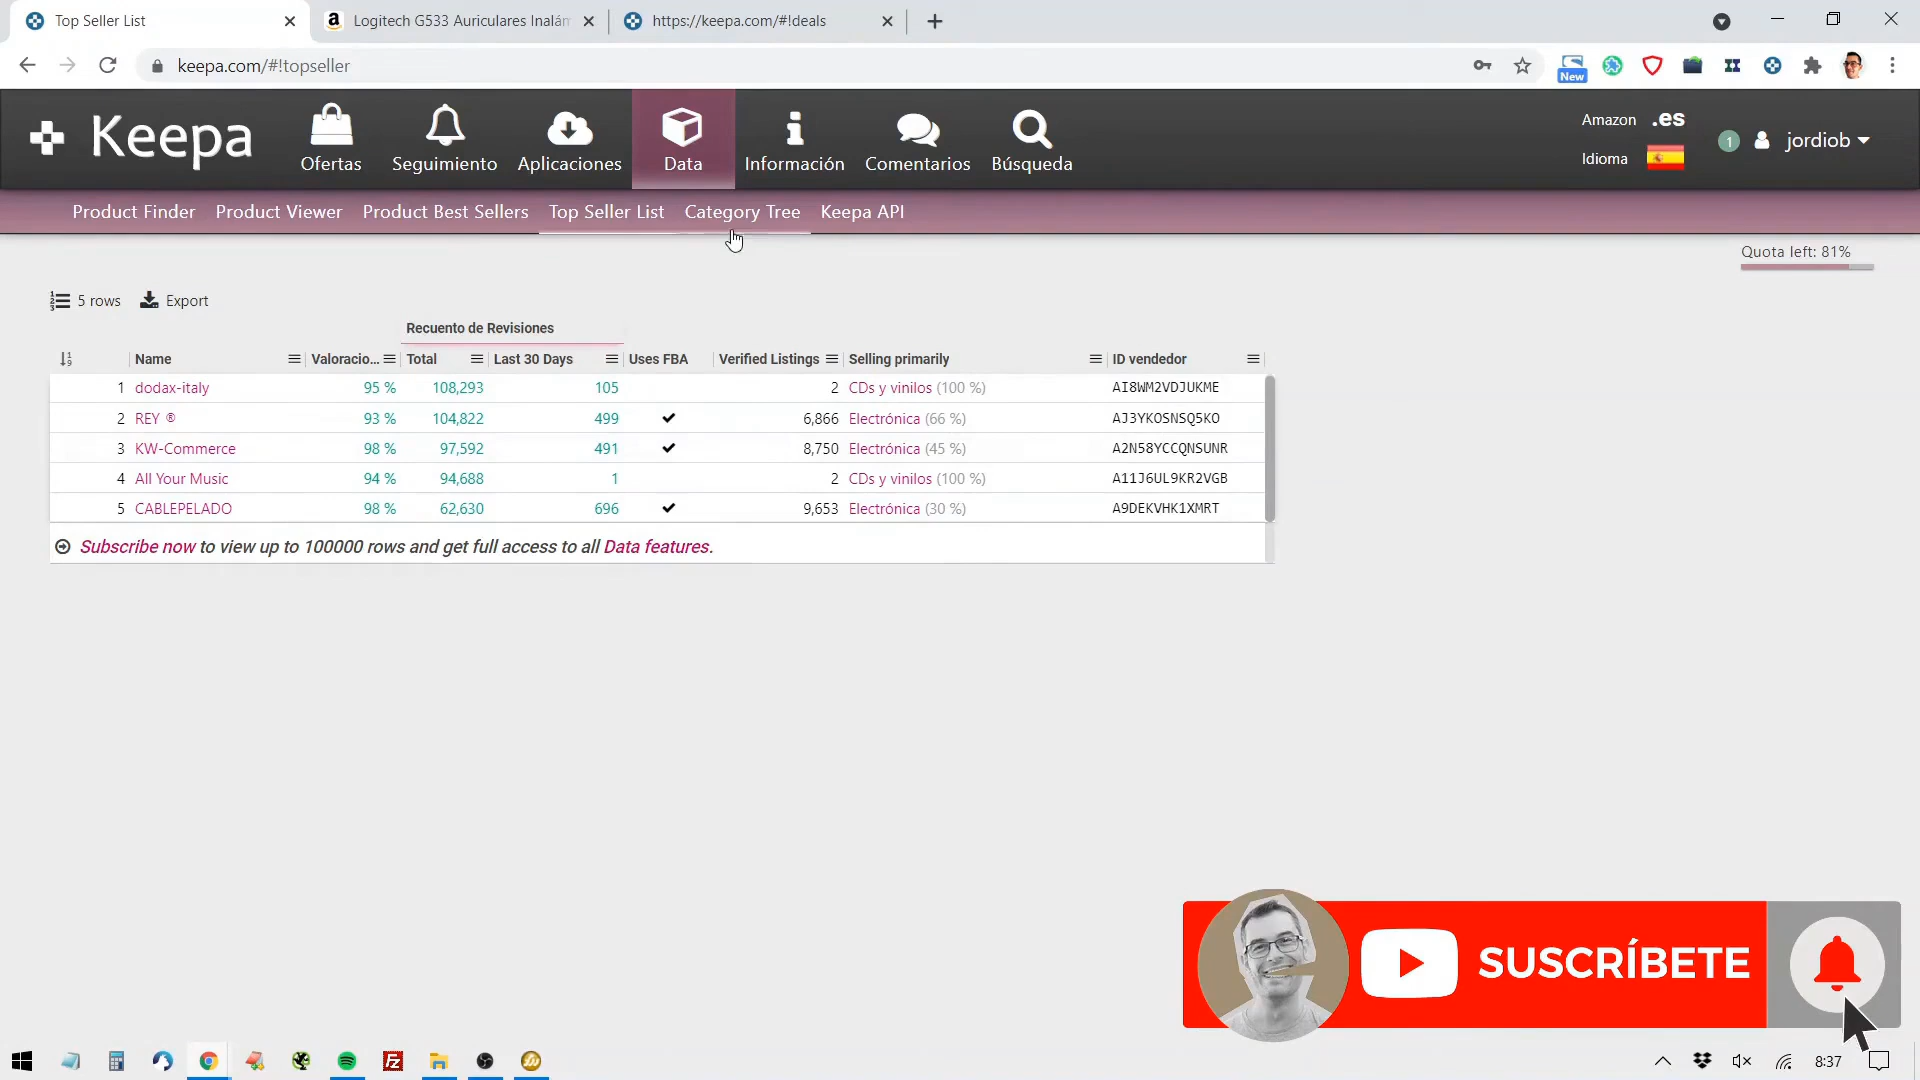 Top Seller List
Logitech G533 Auriculares Inalám
https://keepa.com/#!deals
keepa.com/#!topseller
New
Keepa
Ofertas
Seguimiento
Aplicaciones
Data
Información
Comentarios
Búsqueda
Amazon .es
Idioma
1 jordiob
Product Finder Product Viewer Product Best Sellers Top Seller List Category Tree Keepa API
Quota left: 81%
5 rows Export
Recuento de Revisiones
Name Valoracio... Total Last 30 Days Uses FBA Verified Listings Selling primarily ID vendedor
1 dodax-italy 95 % 108,293 105 2 CDs y vinilos (100 %) AI8WM2VDJUKME
2 REY ® 93 % 104,822 499 ✔ 6,866 Electrónica (66 %) AJ3YKOSNSQ5KO
3 KW-Commerce 98 % 97,592 491 ✔ 8,750 Electrónica (45 %) A2N58YCCQNSUNR
4 All Your Music 94 % 94,688 1 2 CDs y vinilos (100 %) A11J6UL9KR2VGB
5 CABLEPELADO 98 % 62,630 696 ✔ 9,653 Electrónica (30 %) A9DEKVHK1XMRT
Subscribe now to view up to 100000 rows and get full access to all Data features.
SUSCRÍBETE
8:37